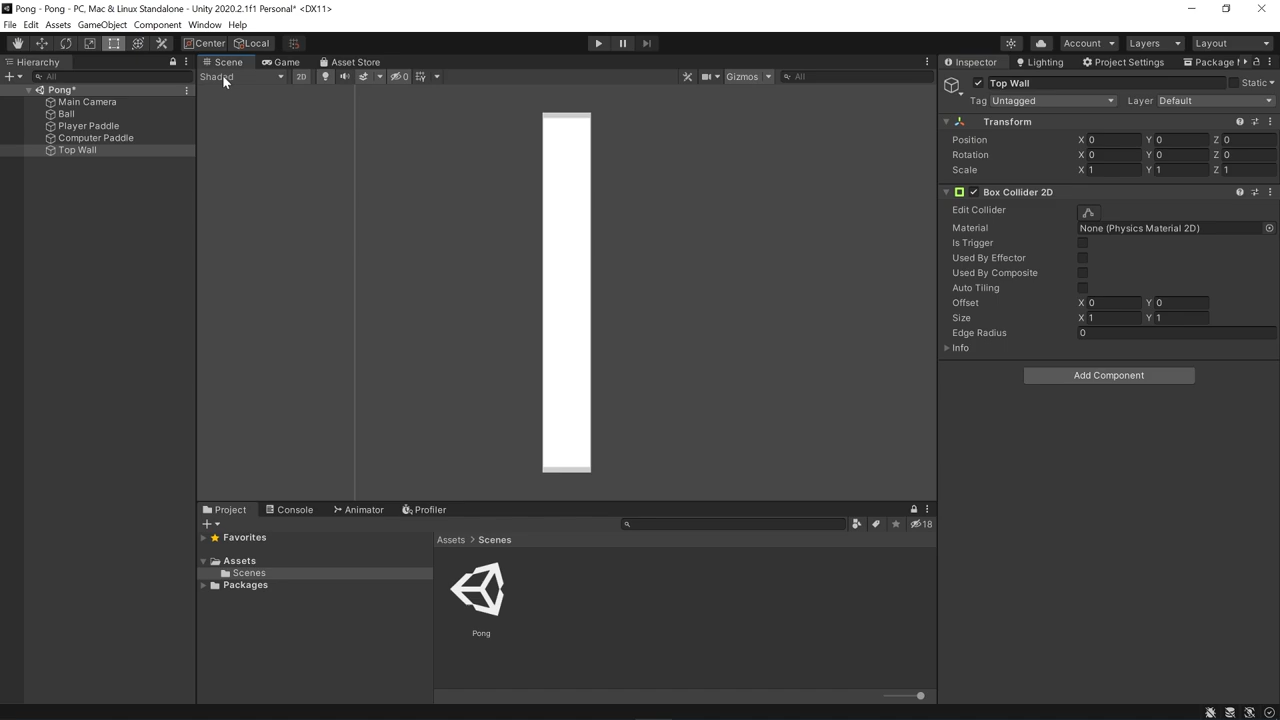 Pong - Pong - PC, Mac & Linux Standalone - Unity 2020.2.1f1 Personal* <DX11>
File Edit Assets GameObject Component Window Help
Center Local Account Layers Layout
Hierarchy
All
Pong*
Main Camera
Ball
Player Paddle
Computer Paddle
Top Wall
Scene Game Asset Store
Shaded 2D 0 Gizmos All
Inspector Lighting Project Settings Package
Top Wall Static
Tag Untagged Layer Default
Transform
Position X 0 Y 0 Z 0
Rotation X 0 Y 0 Z 0
Scale X 1 Y 1 Z 1
Box Collider 2D
Edit Collider
Material None (Physics Material 2D)
Is Trigger
Used By Effector
Used By Composite
Auto Tiling
Offset X 0 Y 0
Size X 1 Y 1
Edge Radius 0
Info
Add Component
Project Console Animator Profiler
18
Favorites
Assets
Scenes
Packages
Assets > Scenes
Pong